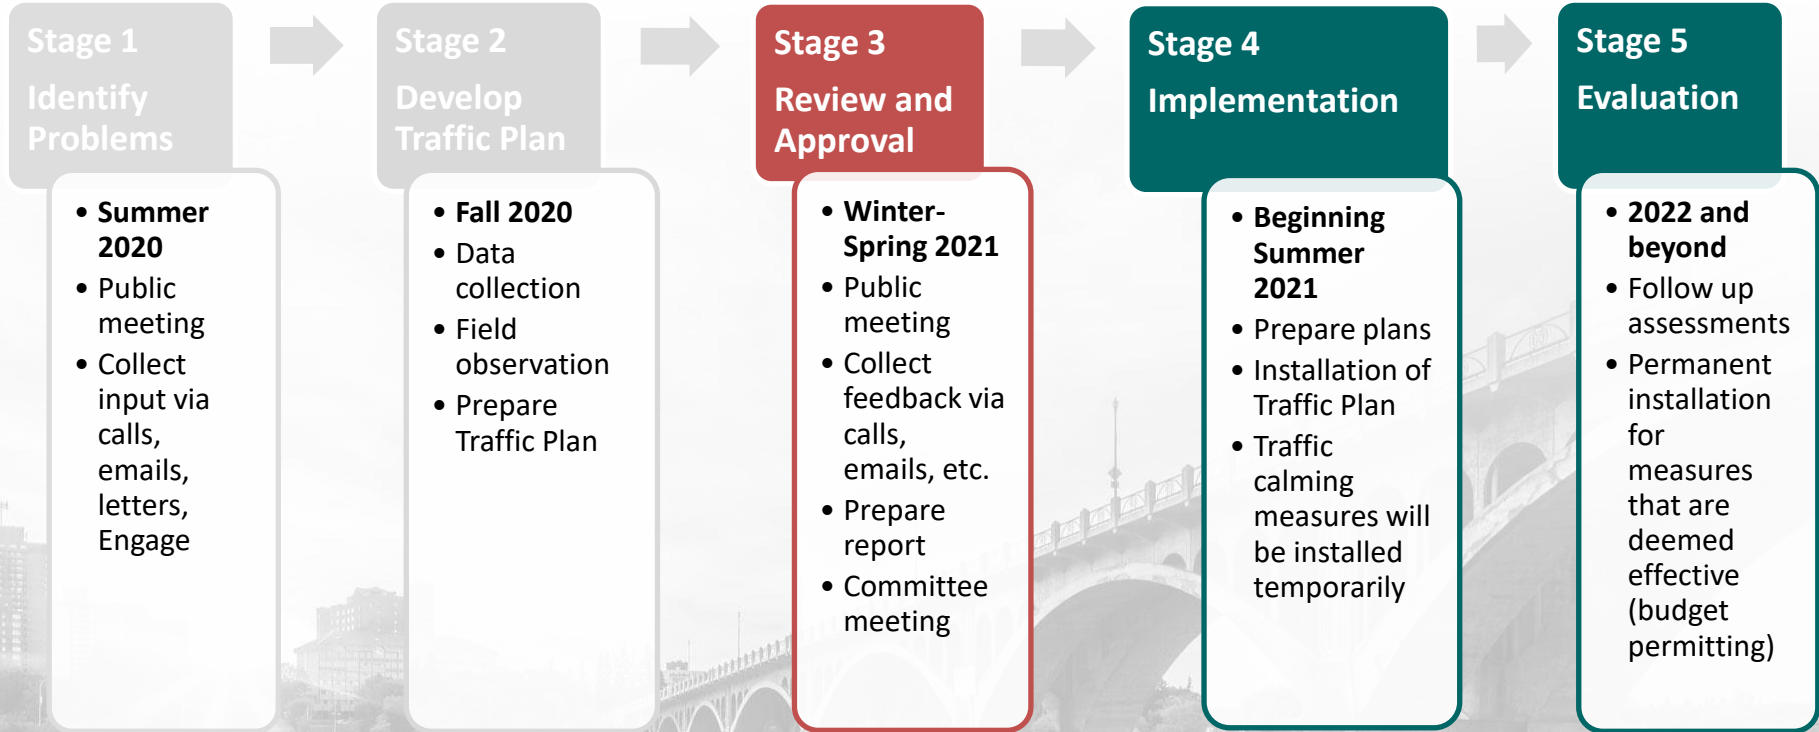 Stage 1
Identify
Problems
• Summer
2020
• Public
meeting
• Collect
input via
calls,
emails,
letters,
Engage
Stage 2
Develop
Traffic Plan
• Fall 2020
• Data
collection
• Field
observation
• Prepare
Traffic Plan
Stage 3
Review and
Approval
• Winter-
Spring 2021
• Public
meeting
• Collect
feedback via
calls,
emails, etc.
• Prepare
report
• Committee
meeting
Stage 4
Implementation
• Beginning
Summer
2021
• Prepare plans
• Installation of
Traffic Plan
• Traffic
calming
measures will
be installed
temporarily
Stage 5
Evaluation
• 2022 and
beyond
• Follow up
assessments
• Permanent
installation
for
measures
that are
deemed
effective
(budget
permitting)